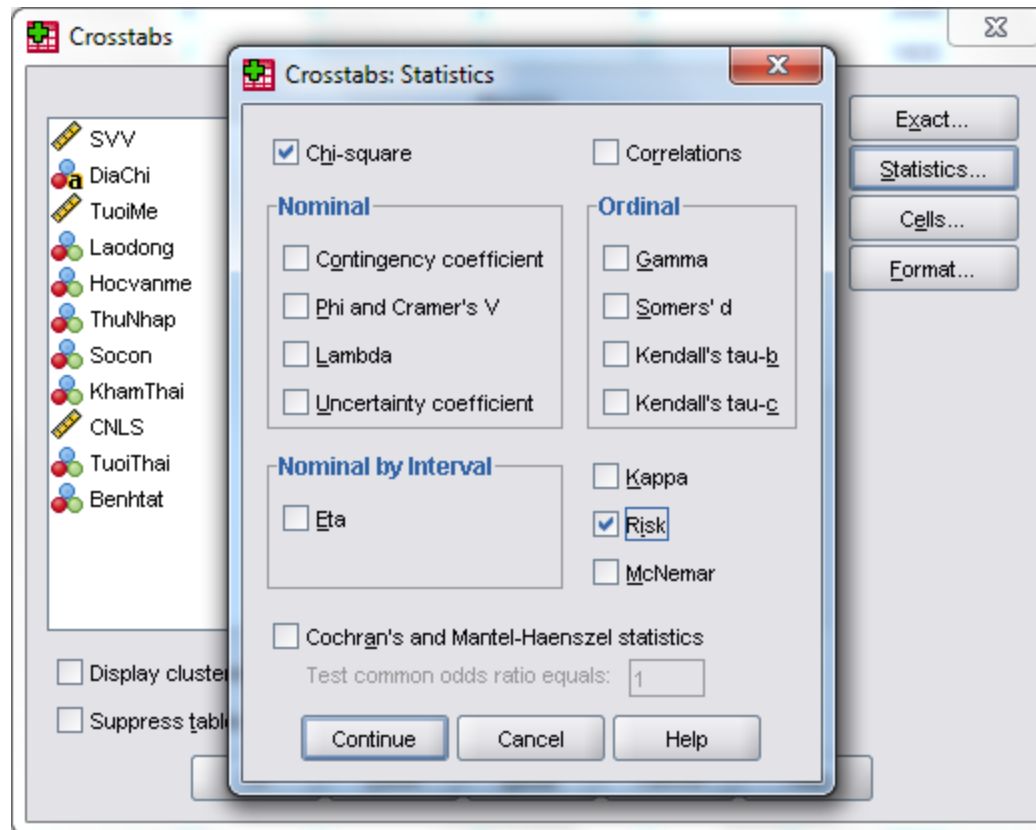 Crosstabs
Crosstabs: Statistics
SVV
DiaChi
TuoiMe
Laodong
Hocvanme
ThuNhap
Socon
KhamThai
CNLS
TuoiThai
Benhtat
Chi-square
Correlations
Nominal
Contingency coefficient
Phi and Cramer's V
Lambda
Uncertainty coefficient
Ordinal
Gamma
Somers' d
Kendall's tau-b
Kendall's tau-c
Nominal by Interval
Eta
Kappa
Risk
McNemar
Cochran's and Mantel-Haenszel statistics
Test common odds ratio equals: 1
Continue Cancel Help
Exact...
Statistics...
Cells...
Format...
Display cluste
Suppress tabl